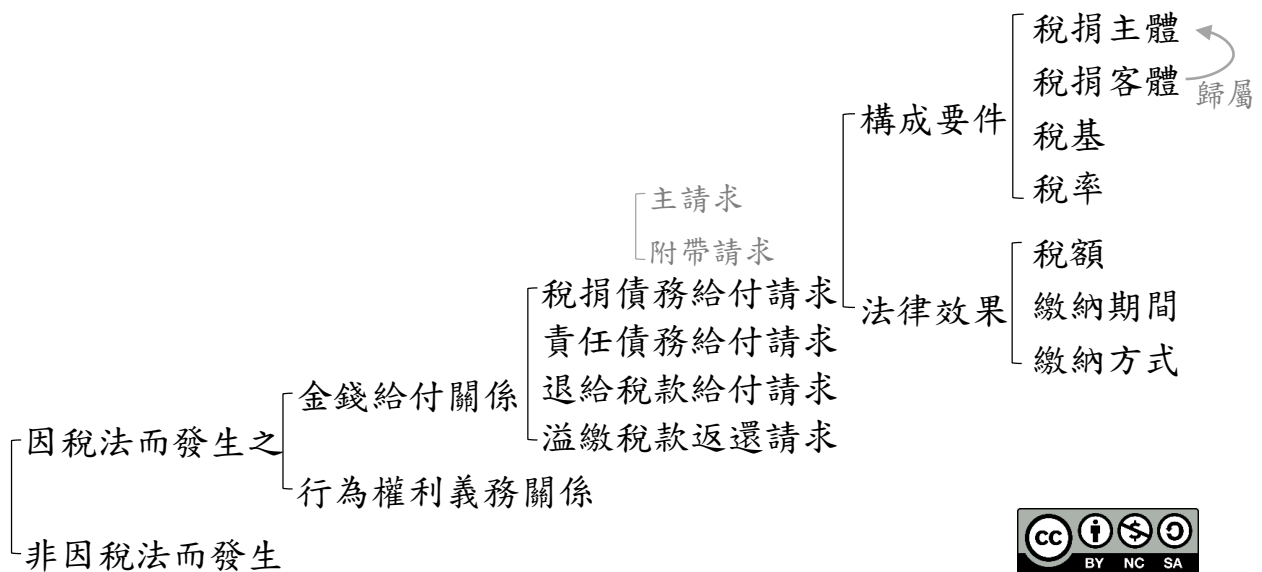 稅捐主體
稅捐客體
歸屬
構成要件
稅基
稅率
主請求
附帶請求
稅額
稅捐債務給付請求
法律效果
繳納期間
責任債務給付請求
繳納方式
金錢給付關係
退給稅款給付請求
因稅法而發生之
溢繳稅款返還請求
行為權利義務關係
非因稅法而發生
cc
BY NC SA